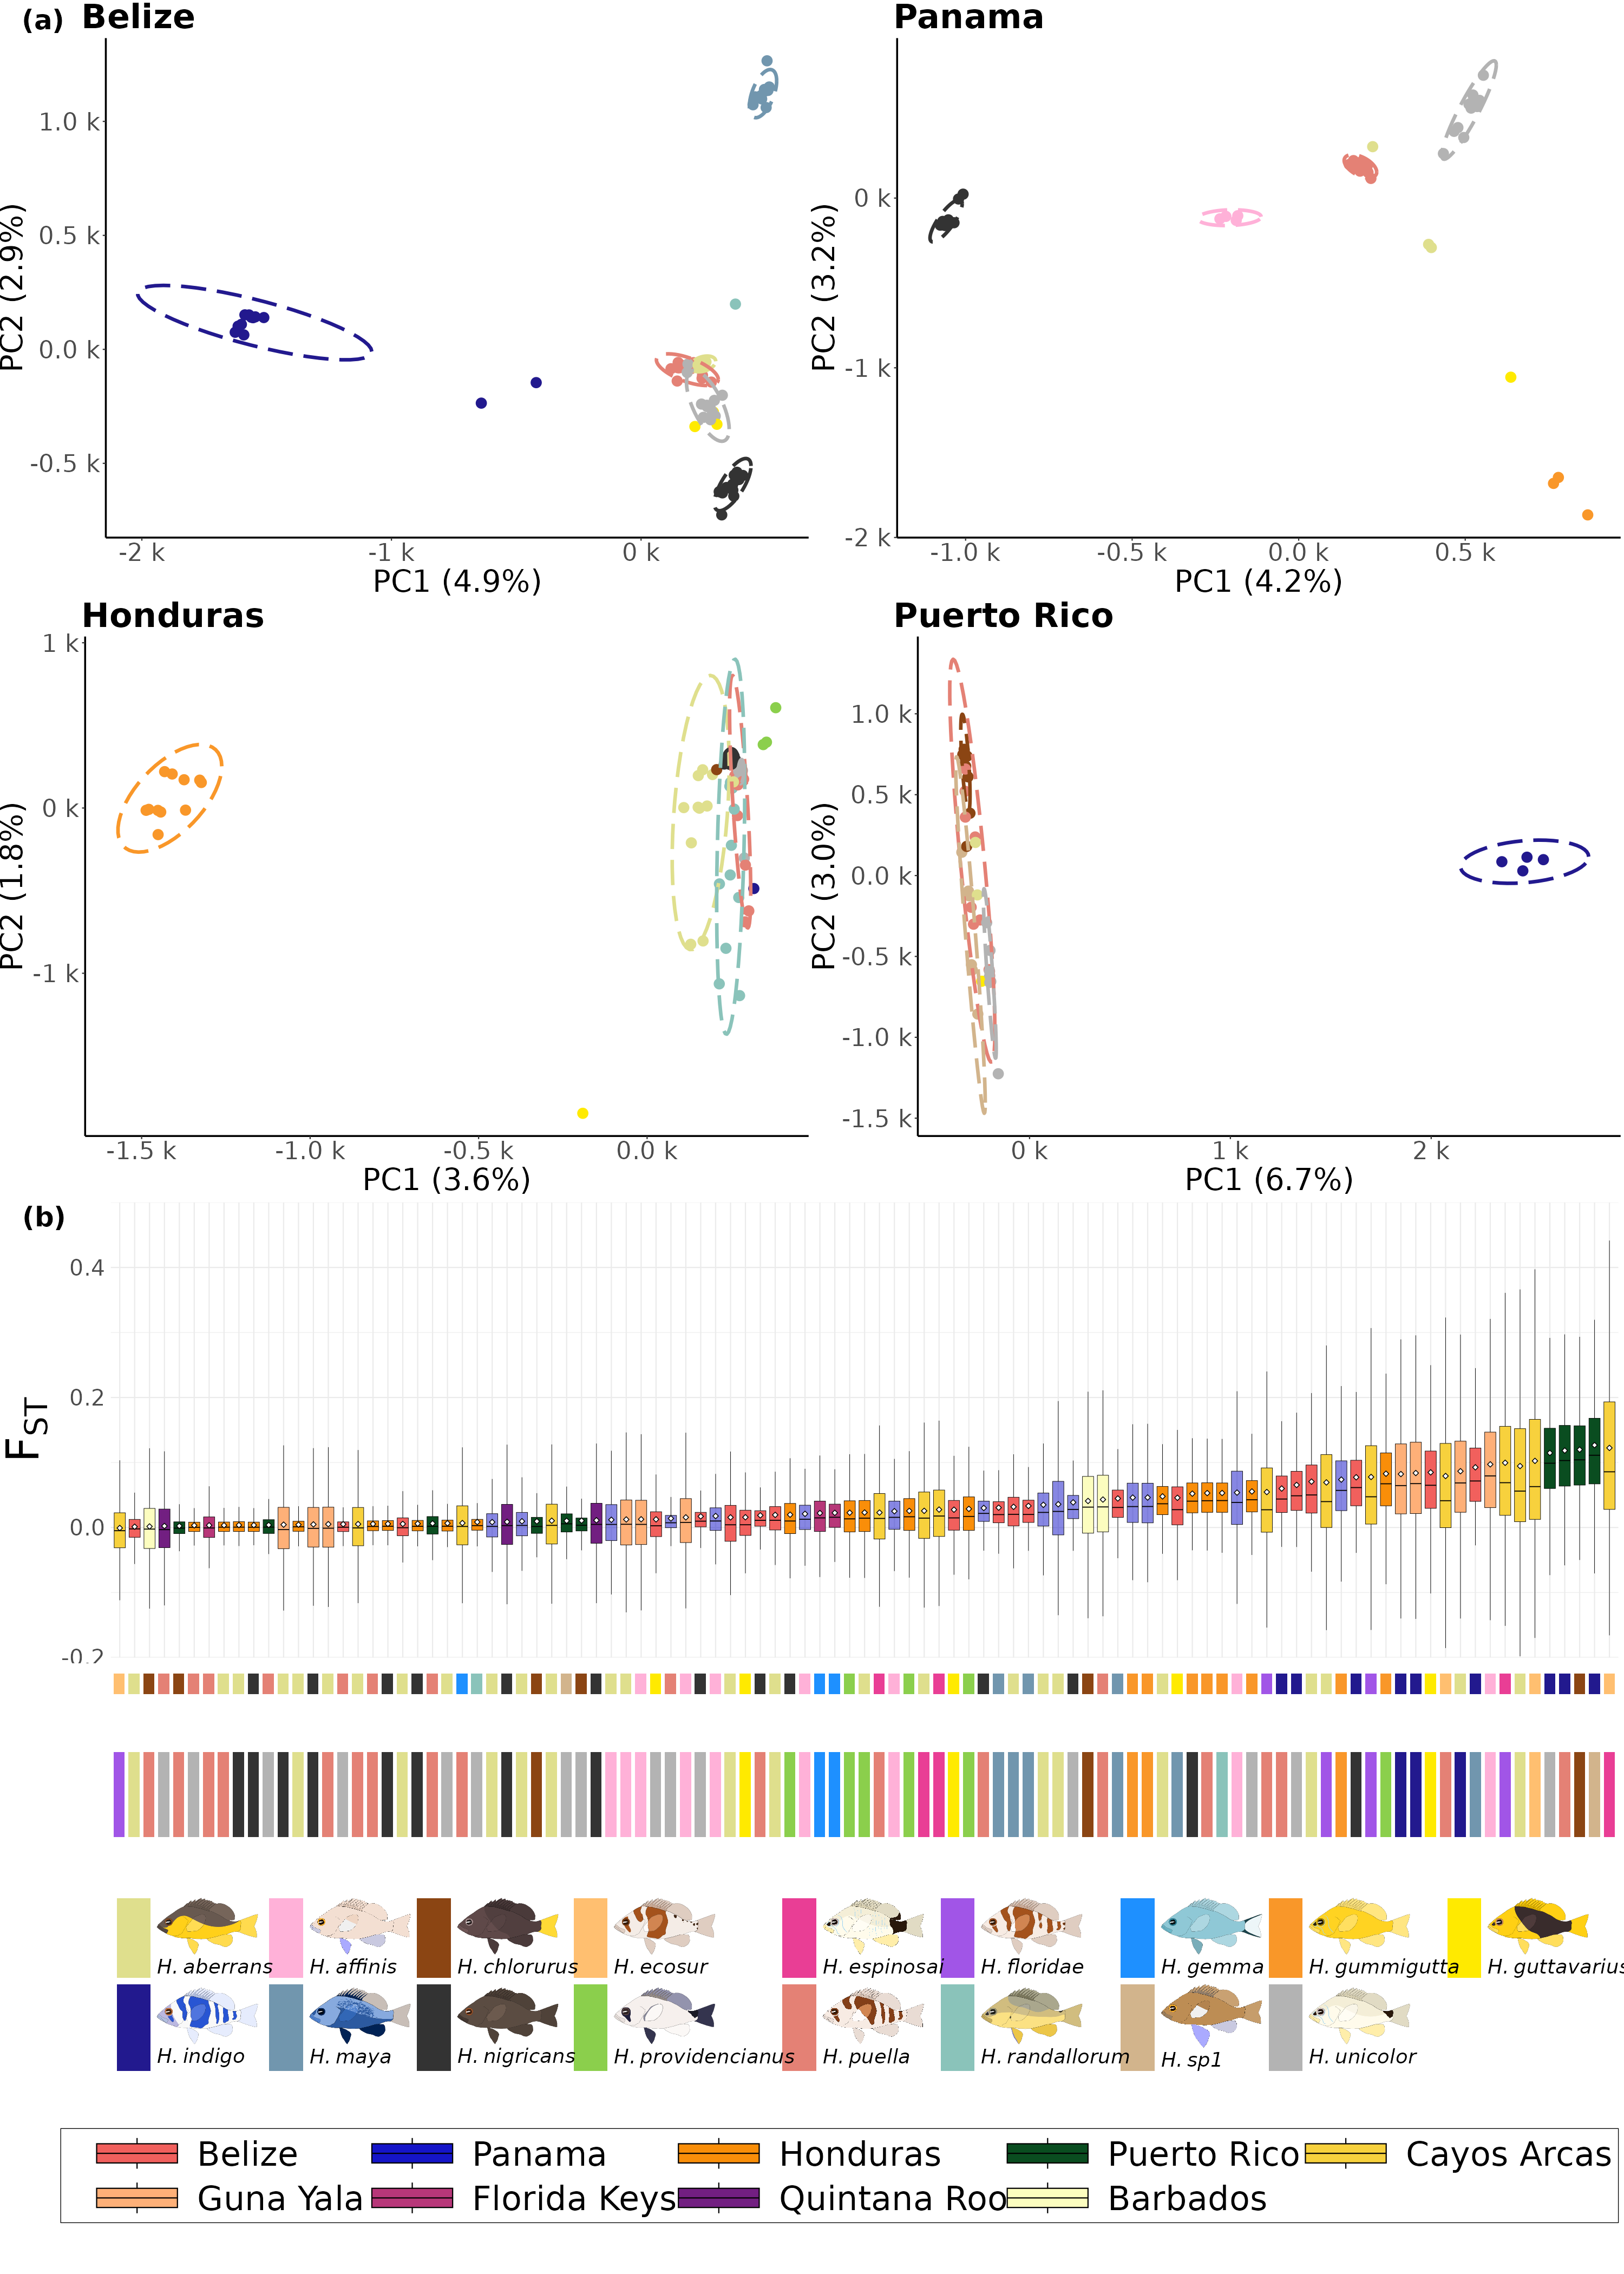 (a) Belize
Panama
PC2 (2.9%)
1.0 k
0.5 k
0.0 k
-0.5 k
-2 k
-1 k
0 k
PC1 (4.9%)
PC2 (3.2%)
0 k
-1 k
-2 k
-1.0 k
-0.5 k
0.0 k
0.5 k
PC1 (4.2%)
Honduras
Puerto Rico
PC2 (1.8%)
1 k
0 k
-1 k
-1.5 k
-1.0 k
-0.5 k
0.0 k
PC1 (3.6%)
PC2 (3.0%)
1.0 k
0.5 k
0.0 k
-0.5 k
-1.0 k
-1.5 k
0 k
1 k
2 k
PC1 (6.7%)
(b)
FST
0.4
0.2
0.0
-0.2
H. aberrans
H. affinis
H. chlorurus
H. ecosur
H. espinosai
H. floridae
H. gemma
H. gummigutta
H. guttavarius
H. indigo
H. maya
H. nigricans
H. providencianus
H. puella
H. randallorum
H. sp1
H. unicolor
Belize
Panama
Honduras
Puerto Rico
Cayos Arcas
Guna Yala
Florida Keys
Quintana Roo
Barbados